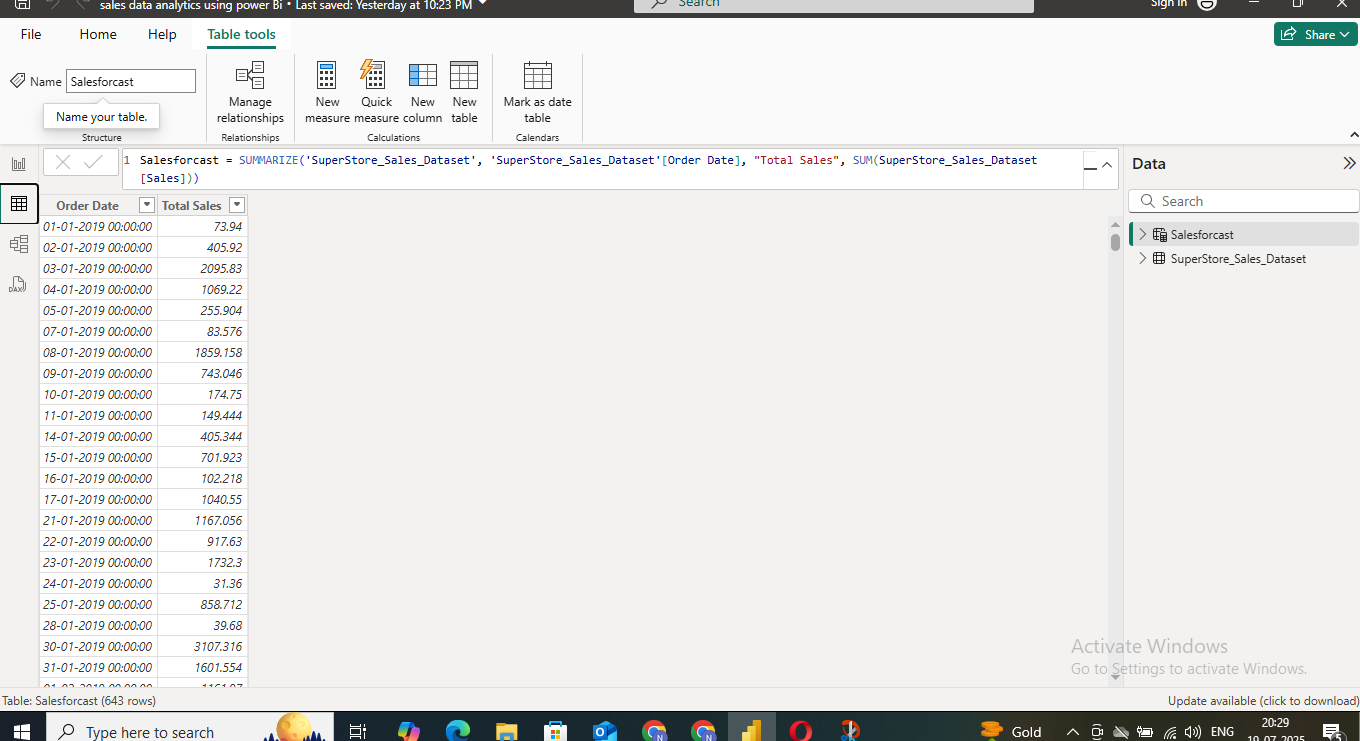 sales data analytics using power Bi • Last saved: Yesterday at 10:23 PM
Search
Sign in
File
Home
Help
Table tools
Share
Name
Salesforcast
Name your table.
Structure
Manage relationships
Relationships
New measure
Quick measure
New column
New table
Calculations
Mark as date table
Calendars
1 Salesforcast = SUMMARIZE('SuperStore_Sales_Dataset', 'SuperStore_Sales_Dataset'[Order Date], "Total Sales", SUM(SuperStore_Sales_Dataset
[Sales]))
Order Date Total Sales
01-01-2019 00:00:00 73.94
02-01-2019 00:00:00 405.92
03-01-2019 00:00:00 2095.83
04-01-2019 00:00:00 1069.22
05-01-2019 00:00:00 255.904
07-01-2019 00:00:00 83.576
08-01-2019 00:00:00 1859.158
09-01-2019 00:00:00 743.046
10-01-2019 00:00:00 174.75
11-01-2019 00:00:00 149.444
14-01-2019 00:00:00 405.344
15-01-2019 00:00:00 701.923
16-01-2019 00:00:00 102.218
17-01-2019 00:00:00 1040.55
21-01-2019 00:00:00 1167.056
22-01-2019 00:00:00 917.63
23-01-2019 00:00:00 1732.3
24-01-2019 00:00:00 31.36
25-01-2019 00:00:00 858.712
28-01-2019 00:00:00 39.68
30-01-2019 00:00:00 3107.316
31-01-2019 00:00:00 1601.554
Data
Search
Salesforcast
SuperStore_Sales_Dataset
DAX
Activate Windows
Go to Settings to activate Windows.
Table: Salesforcast (643 rows)
Update available (click to download)
Type here to search
Gold
ENG
20:29
19-07-2025
5